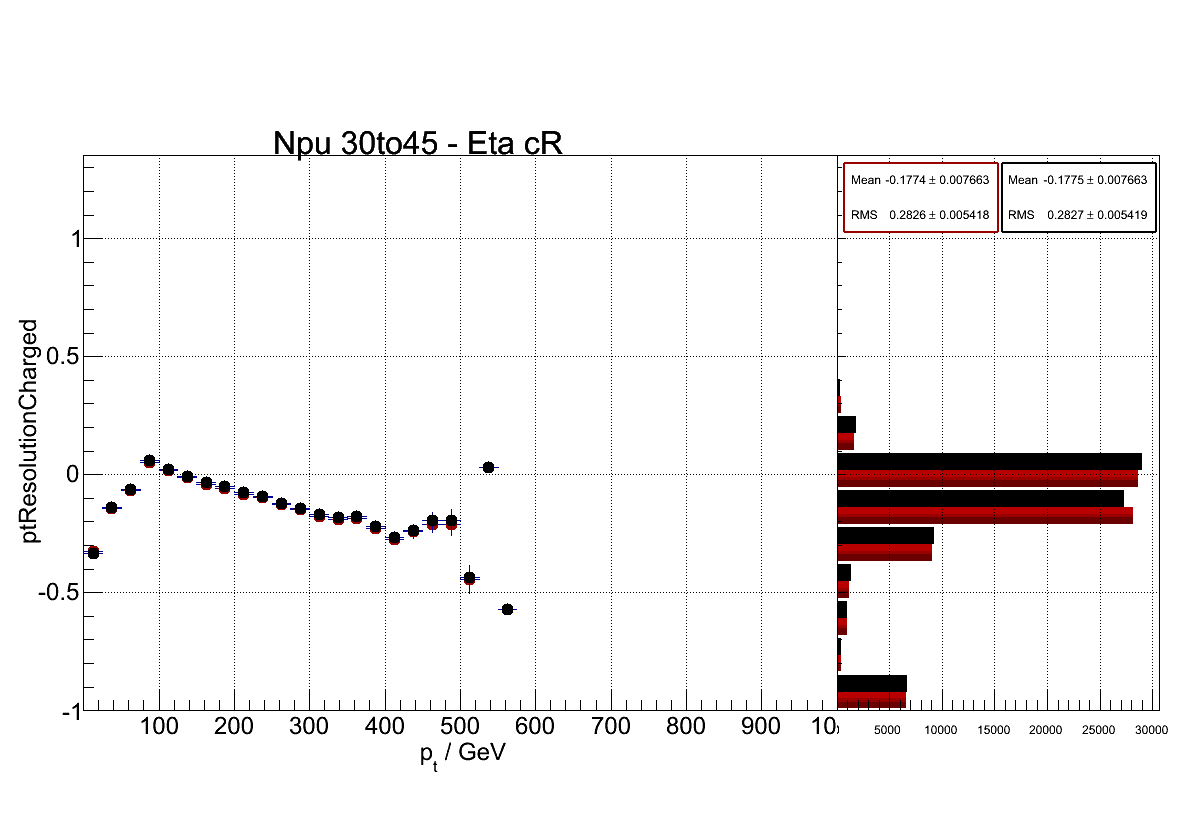 Npu 30to45 - Eta cR
Mean -0.1774 ± 0.007663
RMS 0.2826 ± 0.005418
Mean -0.1775 ± 0.007663
RMS 0.2827 ± 0.005419
ptResolutionCharged
1
0.5
0
-0.5
-1
100 200 300 400 500 600 700 800 900 10
5000 10000 15000 20000 25000 30000
p_t / GeV